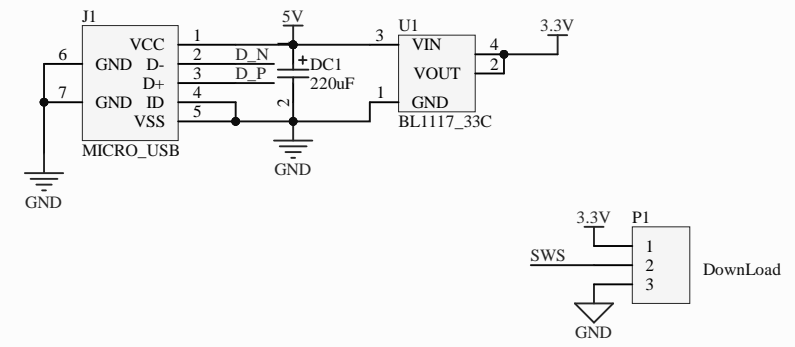 J1
5V
U1
VCC
1
3
VIN
4
3.3V
6
GND
D-
2
D_N
+
DC1
VOUT
2
D+
3
D_P
220uF
7
GND
ID
4
2
1
GND
VSS
5
BL1117_33C
MICRO_USB
GND
GND
3.3V
P1
1
SWS
2
DownLoad
3
GND